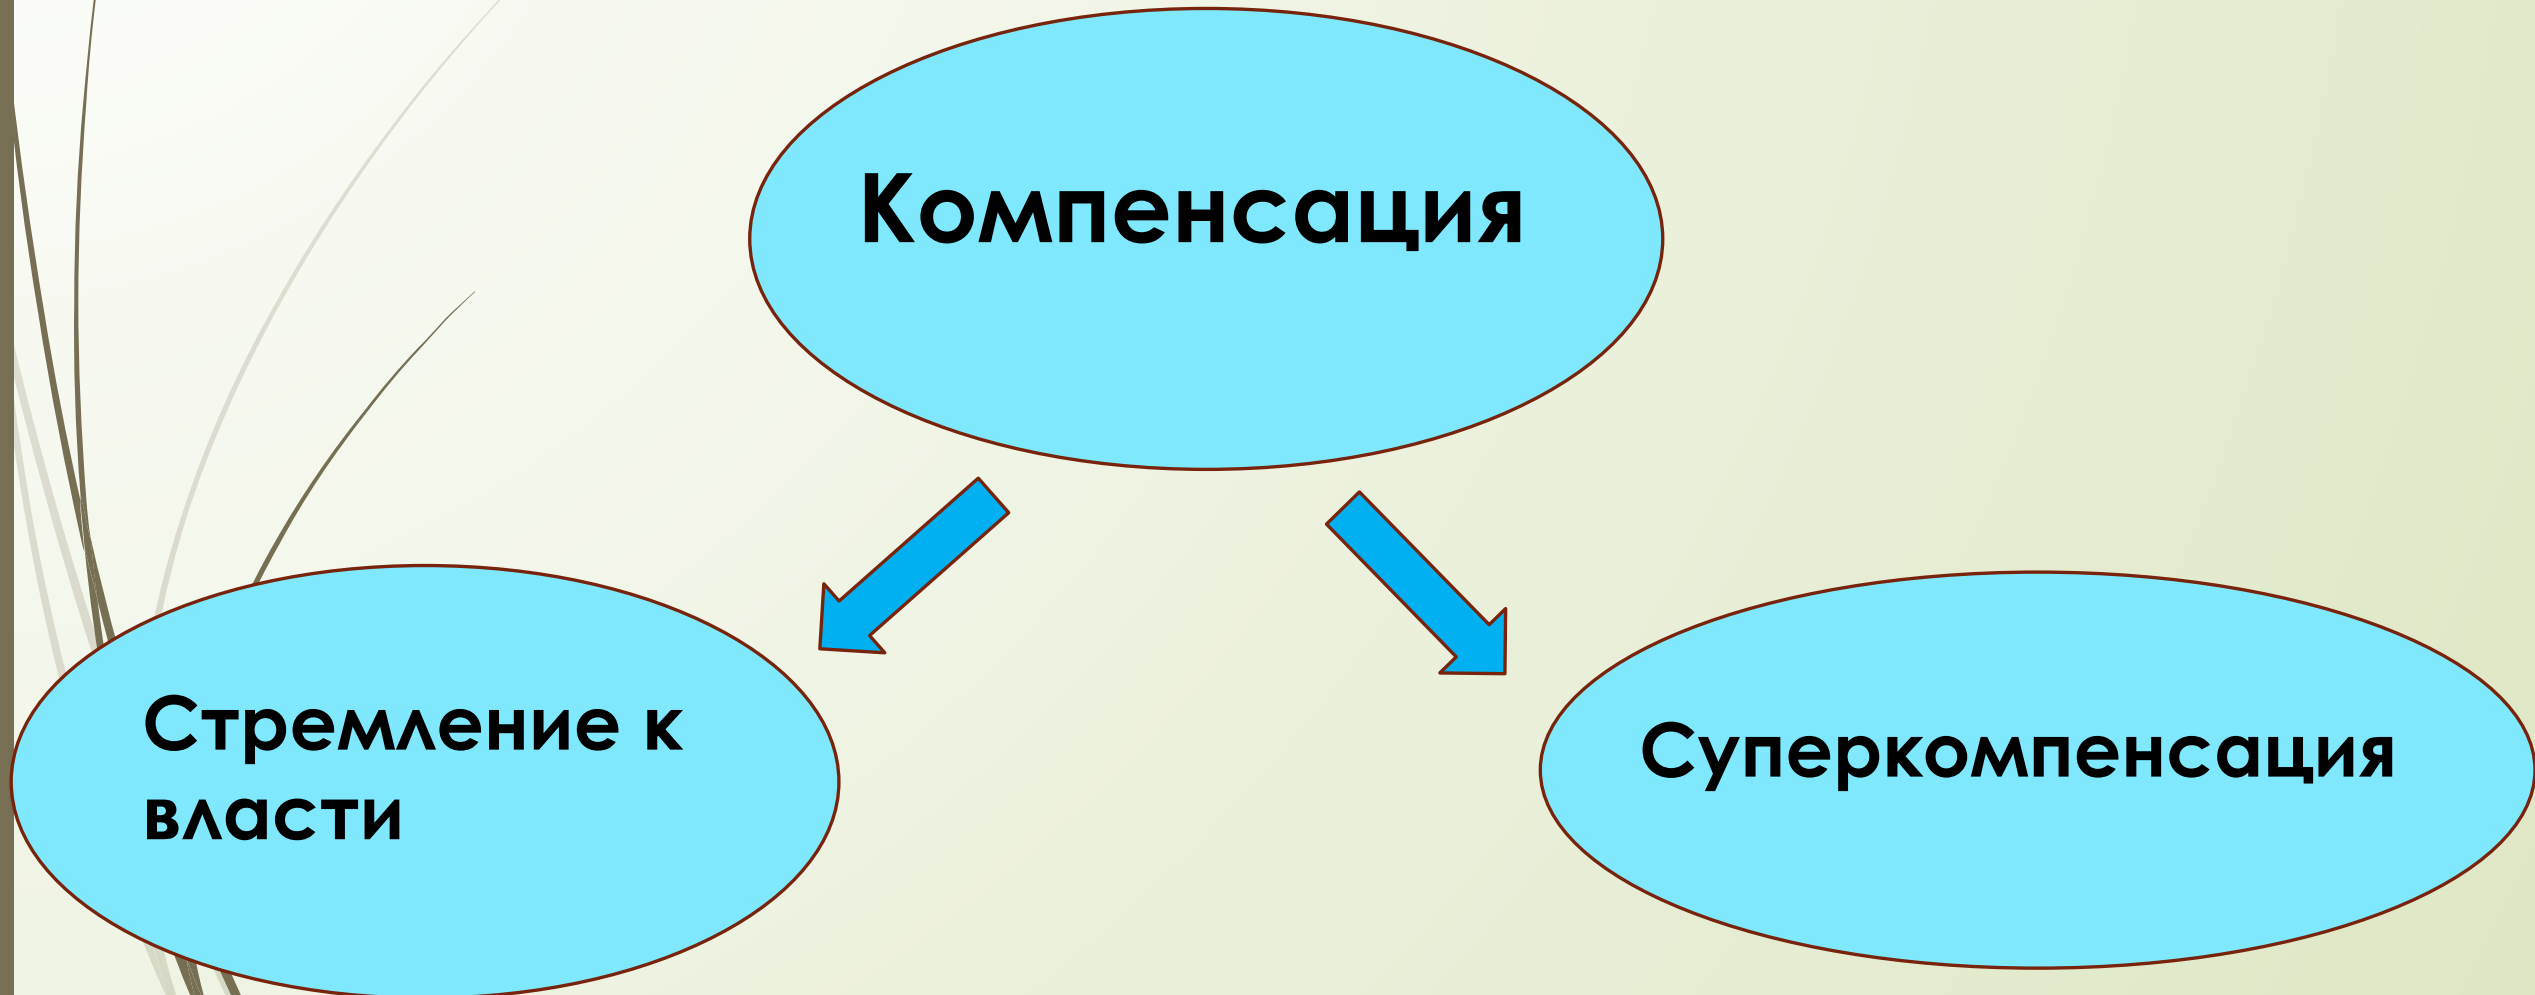 Компенсация
Стремление к
власти
Суперкомпенсация